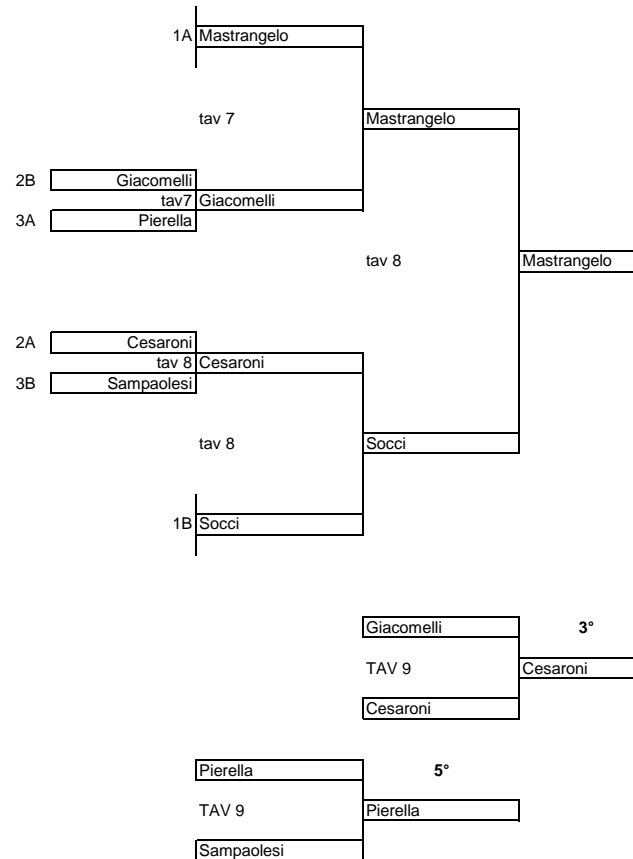 1A Mastrangelo
tav 7 Mastrangelo
2B Giacomelli
tav7 Giacomelli
3A Pierella
tav 8 Mastrangelo
2A Cesaroni
tav 8 Cesaroni
3B Sampaolesi
tav 8 Socci
1B Socci
Giacomelli 3°
TAV 9 Cesaroni
Cesaroni
Pierella 5°
TAV 9 Pierella
Sampaolesi